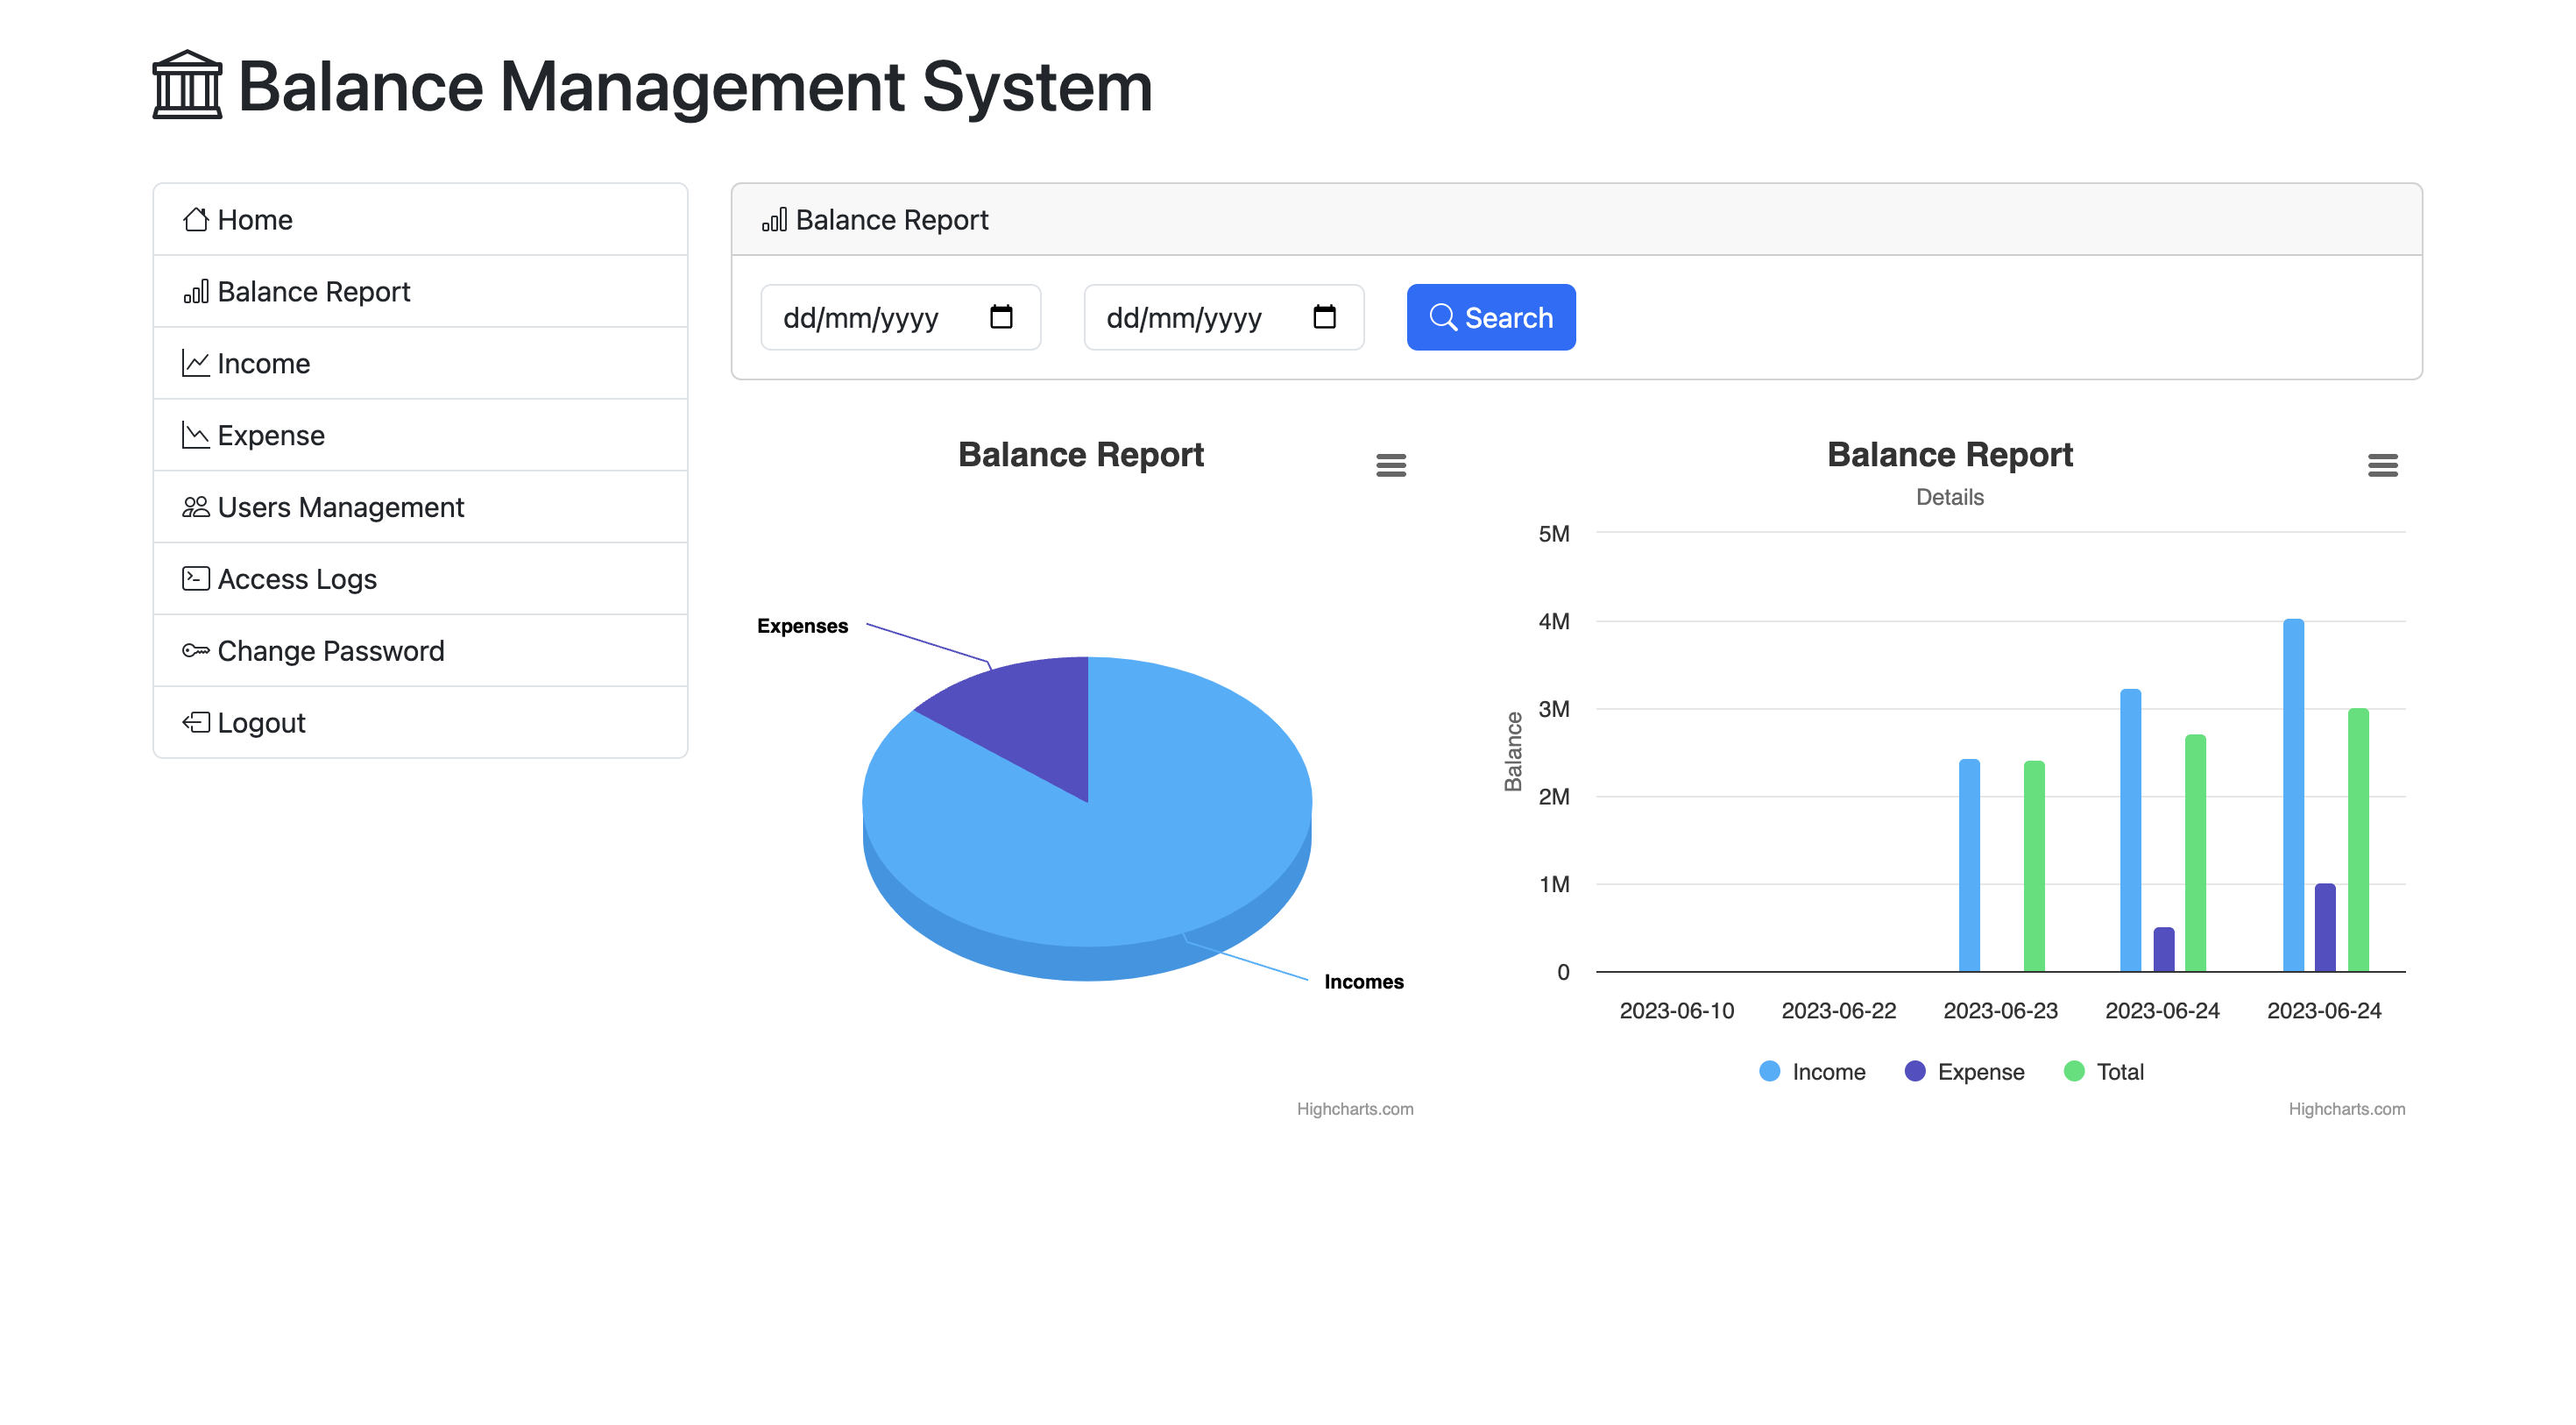 Balance Management System
Home
Balance Report
Income
Expense
Users Management
Access Logs
Change Password
Logout
Balance Report
dd/mm/yyyy
dd/mm/yyyy
Search
Balance Report
Expenses
Incomes
Highcharts.com
Balance Report
Details
Balance
5M
4M
3M
2M
1M
0
2023-06-10 2023-06-22 2023-06-23 2023-06-24 2023-06-24
Income Expense Total
Highcharts.com